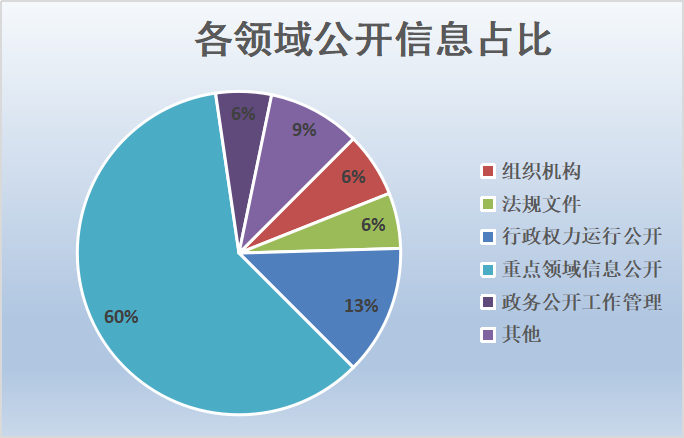 各领域公开信息占比
6%
9%
6%
6%
13%
60%
组织机构
法规文件
行政权力运行公开
重点领域信息公开
政务公开工作管理
其他